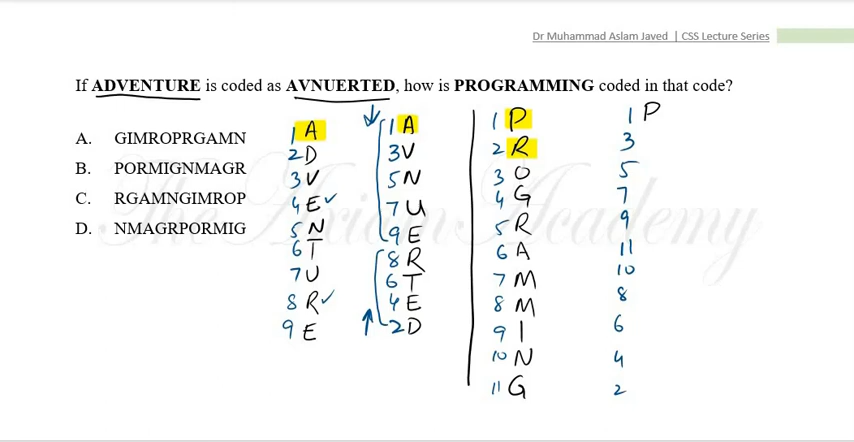 Dr Muhammad Aslam Javed | CSS Lecture Series
If ADVENTURE is coded as AVNUERTED, how is PROGRAMMING coded in that code?
A. GIMROPRGAMN
B. PORMIGNMAGR
C. RGAMNGIMROP
D. NMAGRPORMIG
1 A
2 D
3 V
4 E ✓
5 N
6 T
7 U
8 R ✓
9 E
1 A
3 V
5 N
7 U
9 E
8 R
6 T
4 E
2 D
1 P
2 R
3 O
4 G
5 R
6 A
7 M
8 M
9 I
10 N
11 G
1 P
3
5
7
9
11
10
8
6
4
2
Academy